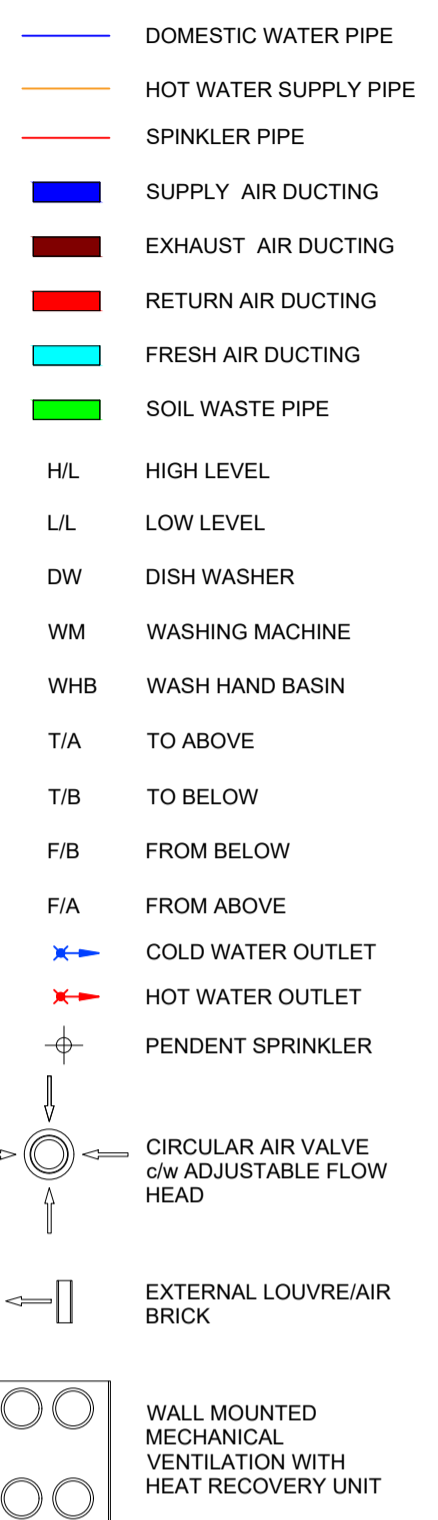 DOMESTIC WATER PIPE
HOT WATER SUPPLY PIPE
SPINKLER PIPE
SUPPLY AIR DUCTING
EXHAUST AIR DUCTING
RETURN AIR DUCTING
FRESH AIR DUCTING
SOIL WASTE PIPE
H/L HIGH LEVEL
L/L LOW LEVEL
DW DISH WASHER
WM WASHING MACHINE
WHB WASH HAND BASIN
T/A TO ABOVE
T/B TO BELOW
F/B FROM BELOW
F/A FROM ABOVE
COLD WATER OUTLET
HOT WATER OUTLET
PENDENT SPRINKLER
CIRCULAR AIR VALVE
c/w ADJUSTABLE FLOW
HEAD
EXTERNAL LOUVRE/AIR
BRICK
WALL MOUNTED
MECHANICAL
VENTILATION WITH
HEAT RECOVERY UNIT